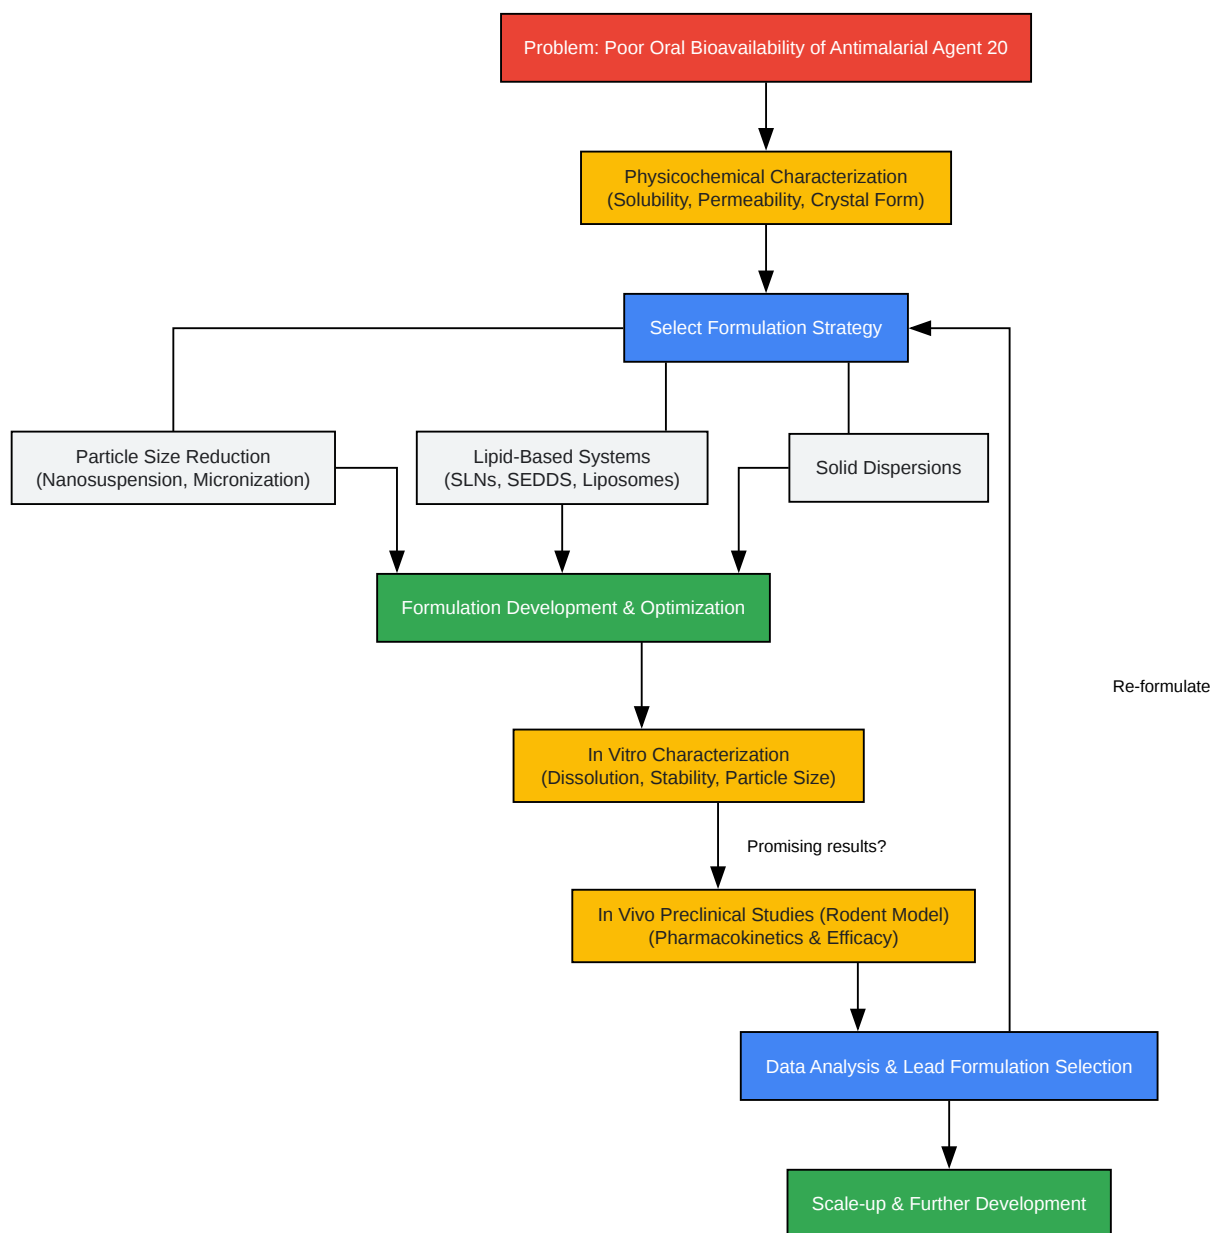 Problem: Poor Oral Bioavailability of Antimalarial Agent 20
Physicochemical Characterization
(Solubility, Permeability, Crystal Form)
Select Formulation Strategy
Particle Size Reduction
(Nanosuspension, Micronization)
Lipid-Based Systems
(SLNs, SEDDS, Liposomes)
Solid Dispersions
Formulation Development & Optimization
Re-formulate
In Vitro Characterization
(Dissolution, Stability, Particle Size)
Promising results?
In Vivo Preclinical Studies (Rodent Model)
(Pharmacokinetics & Efficacy)
Data Analysis & Lead Formulation Selection
Scale-up & Further Development